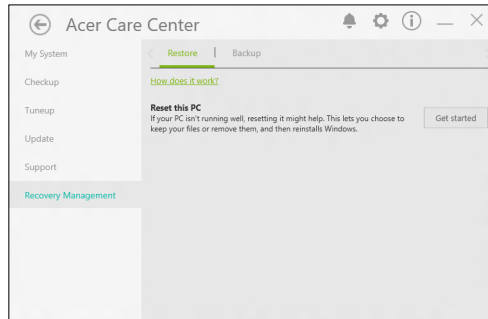 Acer Care Center
My System
Restore
Backup
Checkup
How does it work?
Tuneup
Reset this PC
If your PC isn't running well, resetting it might help. This lets you choose to
keep your files or remove them, and then reinstalls Windows.
Get started
Update
Support
Recovery Management